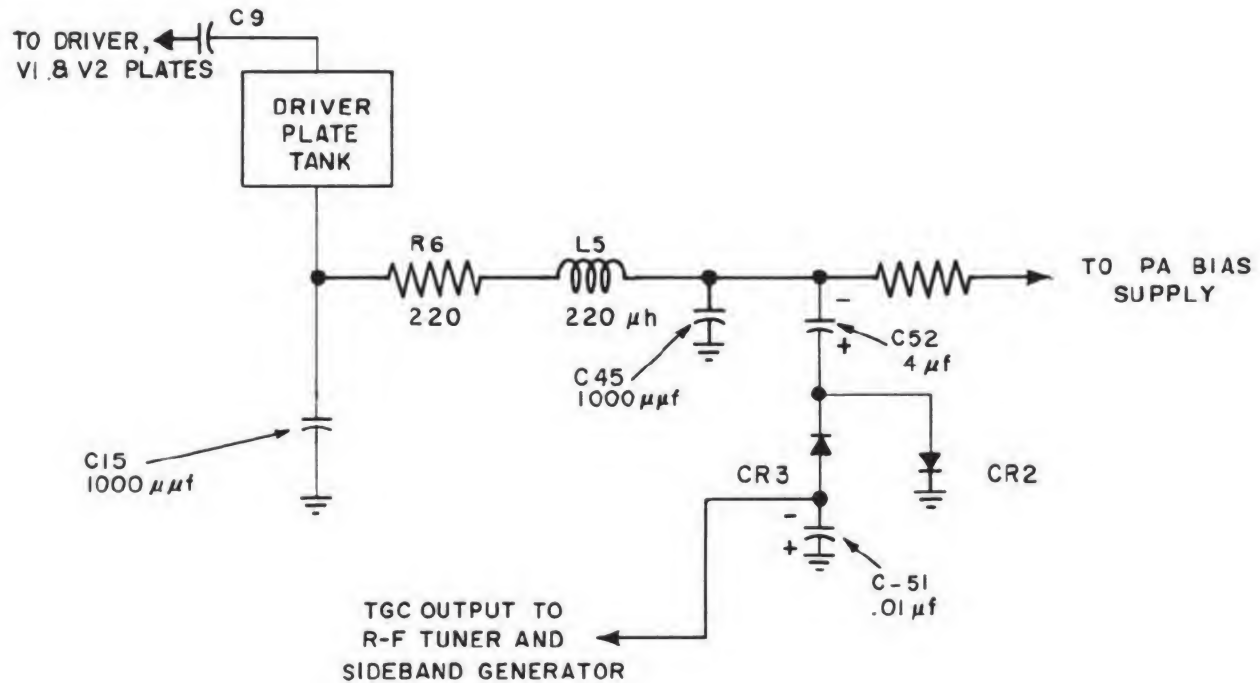 C9
TO DRIVER,
V1 & V2 PLATES
DRIVER
PLATE
TANK
R6
220
L5
220 μh
TO PA BIAS
SUPPLY
-
+
C52
4 μf
C45
1000 μμf
C15
1000 μμf
CR3
CR2
-
+
C-51
.01 μf
TGC OUTPUT TO
R-F TUNER AND
SIDEBAND GENERATOR